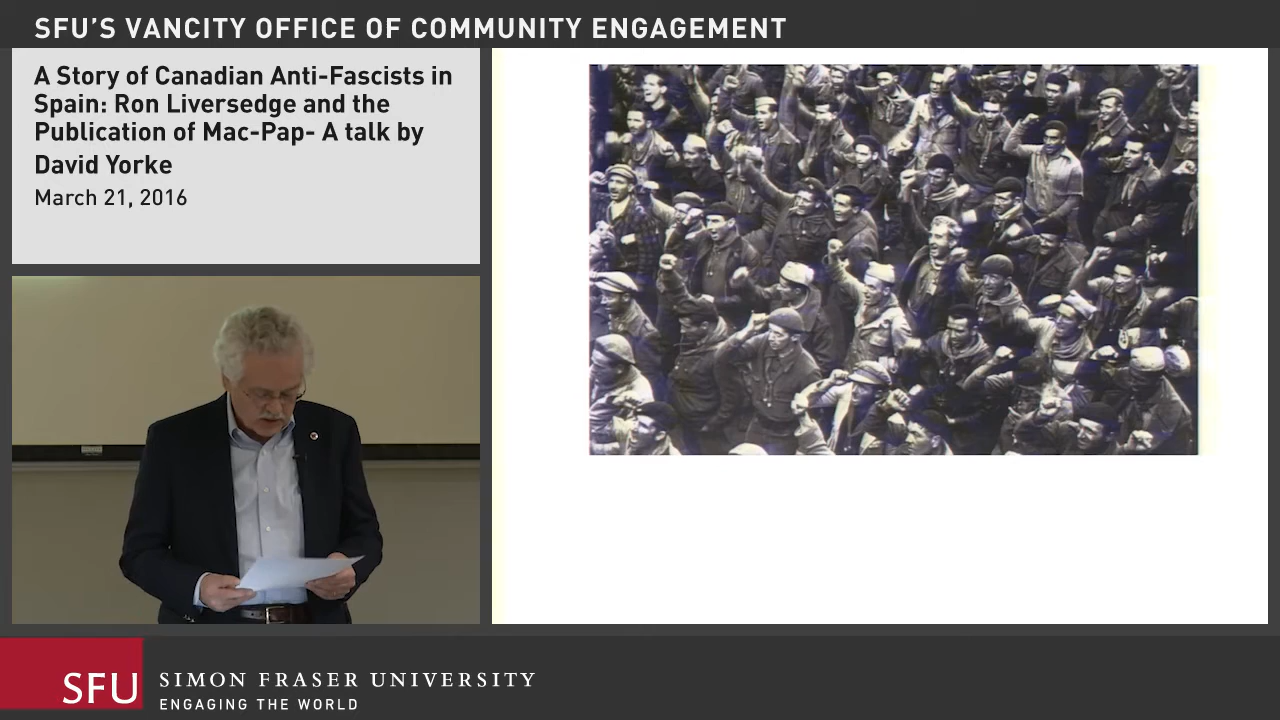 SFU'S VANCITY OFFICE OF COMMUNITY ENGAGEMENT
A Story of Canadian Anti-Fascists in
Spain: Ron Liversedge and the
Publication of Mac-Pap- A talk by
David Yorke
March 21, 2016
SFU
SIMON FRASER UNIVERSITY
ENGAGING THE WORLD